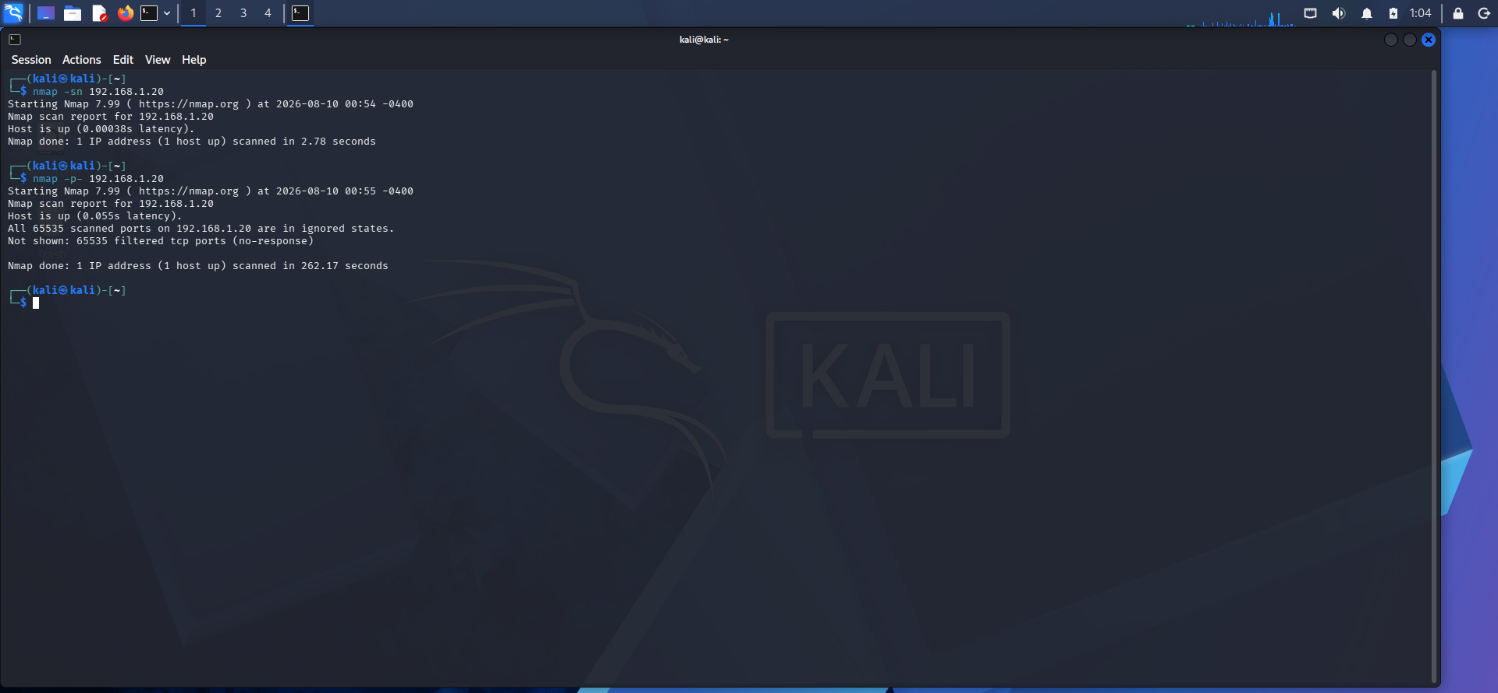 1 2 3 4
1:04
kali@kali: ~
Session Actions Edit View Help
┌──(kali㉿kali)-[~]
└─$ nmap -sn 192.168.1.20
Starting Nmap 7.99 ( https://nmap.org ) at 2026-08-10 00:54 -0400
Nmap scan report for 192.168.1.20
Host is up (0.00038s latency).
Nmap done: 1 IP address (1 host up) scanned in 2.78 seconds
┌──(kali㉿kali)-[~]
└─$ nmap -p- 192.168.1.20
Starting Nmap 7.99 ( https://nmap.org ) at 2026-08-10 00:55 -0400
Nmap scan report for 192.168.1.20
Host is up (0.055s latency).
All 65535 scanned ports on 192.168.1.20 are in ignored states.
Not shown: 65535 filtered tcp ports (no-response)
Nmap done: 1 IP address (1 host up) scanned in 262.17 seconds
┌──(kali㉿kali)-[~]
└─$
KALI